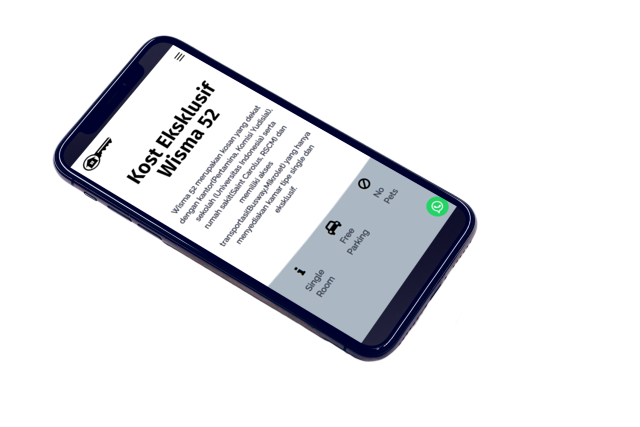 Kost Eksklusif
Wisma 52
Wisma 52 merupakan kosan yang dekat
dengan kantor(Pertamina, Komisi Yudisial),
sekolah (Universitas Indonesia) serta
rumah sakit(Saint Carolus, RSCM) dan
memiliki akses
transportasi(Busway,Mikrolet) yang hanya
menyediakan kamar tipe single dan
eksklusif.
Single
Room
Free
Parking
No
Pets